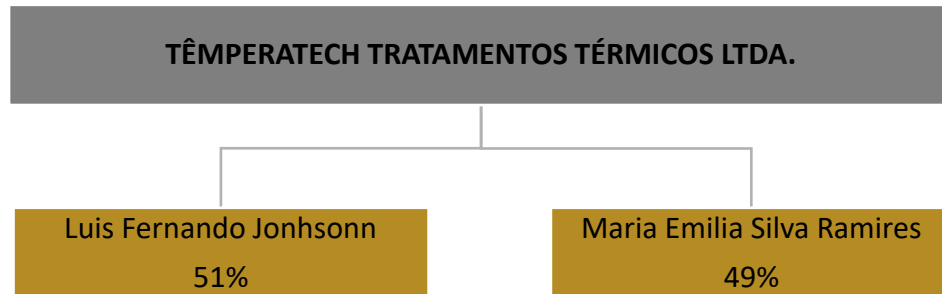 TÊMPERATECH TRATAMENTOS TÉRMICOS LTDA.
Luis Fernando Jonhsonn
51%
Maria Emilia Silva Ramires
49%